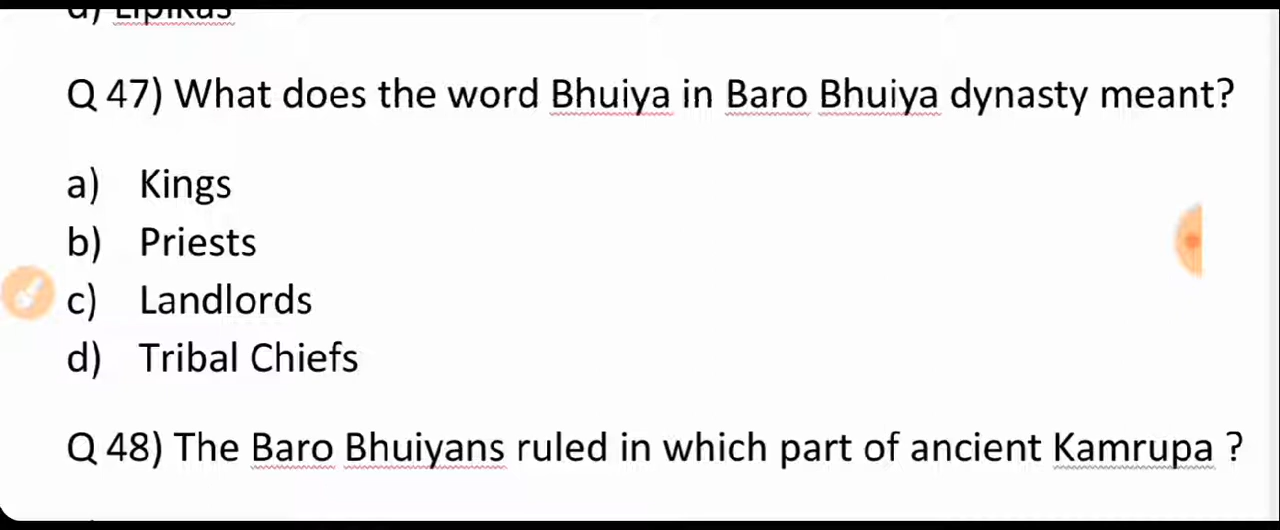 d) Lipikas
Q 47) What does the word Bhuiya in Baro Bhuiya dynasty meant?
a) Kings
b) Priests
c) Landlords
d) Tribal Chiefs
Q 48) The Baro Bhuiyans ruled in which part of ancient Kamrupa ?